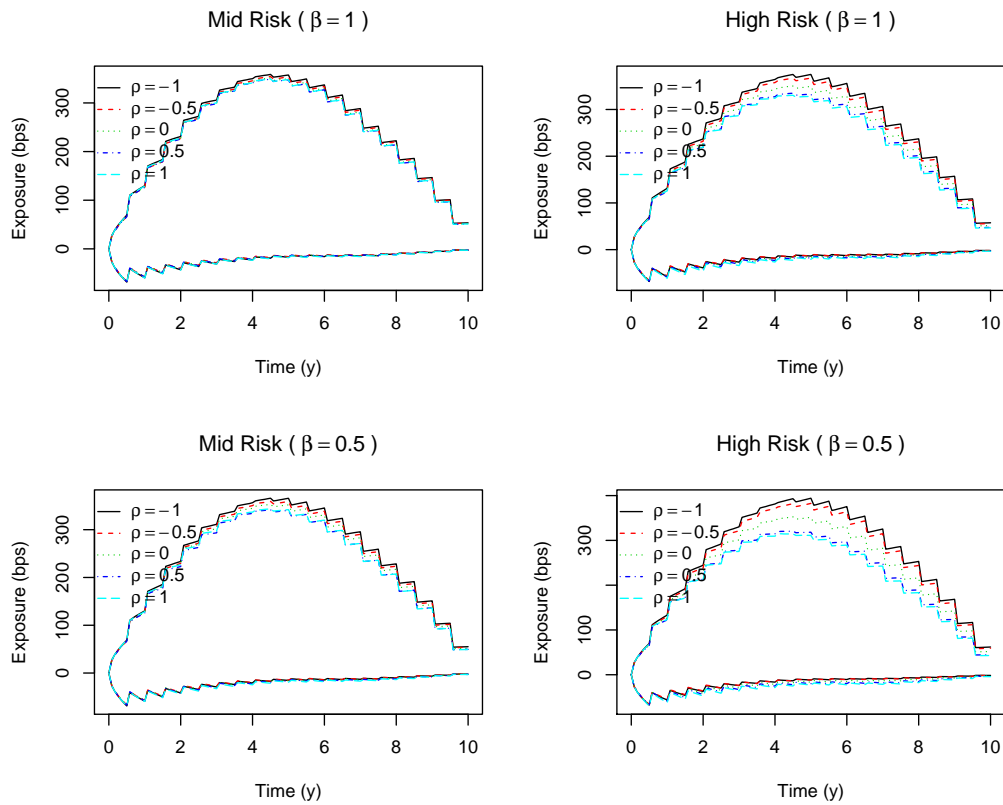 Mid Risk ( β = 1 )
Exposure (bps)
300
200
100
0
ρ = −1
ρ = −0.5
ρ = 0
ρ = 0.5
ρ = 1
0 2 4 6 8 10
Time (y)
High Risk ( β = 1 )
Exposure (bps)
300
200
100
0
ρ = −1
ρ = −0.5
ρ = 0
ρ = 0.5
ρ = 1
0 2 4 6 8 10
Time (y)
Mid Risk ( β = 0.5 )
Exposure (bps)
300
200
100
0
ρ = −1
ρ = −0.5
ρ = 0
ρ = 0.5
ρ = 1
0 2 4 6 8 10
Time (y)
High Risk ( β = 0.5 )
Exposure (bps)
300
100
0
ρ = −1
ρ = −0.5
ρ = 0
ρ = 0.5
ρ = 1
0 2 4 6 8 10
Time (y)